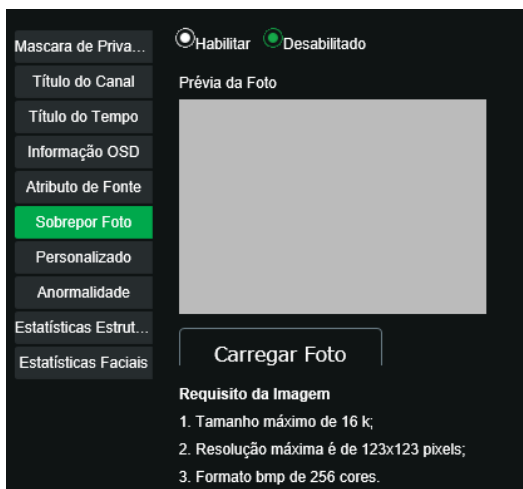 Habilitar Desabilitado
Mascara de Priva...
Título do Canal
Título do Tempo
Informação OSD
Atributo de Fonte
Sobrepor Foto
Personalizado
Anormalidade
Estatísticas Estrut...
Estatísticas Faciais
Prévia da Foto
Carregar Foto
Requisito da Imagem
1. Tamanho máximo de 16 k;
2. Resolução máxima é de 123x123 pixels;
3. Formato bmp de 256 cores.